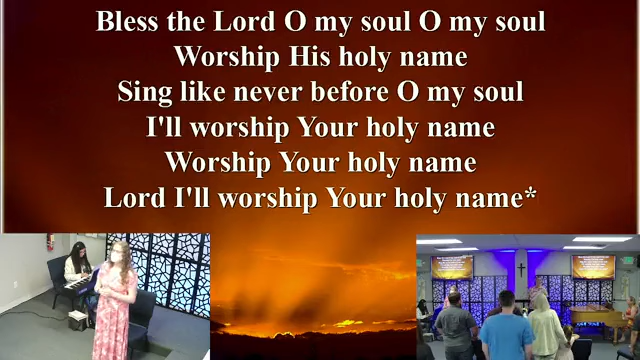 Bless the Lord O my soul O my soul
Worship His holy name
Sing like never before O my soul
I'll worship Your holy name
Worship Your holy name
Lord I'll worship Your holy name*